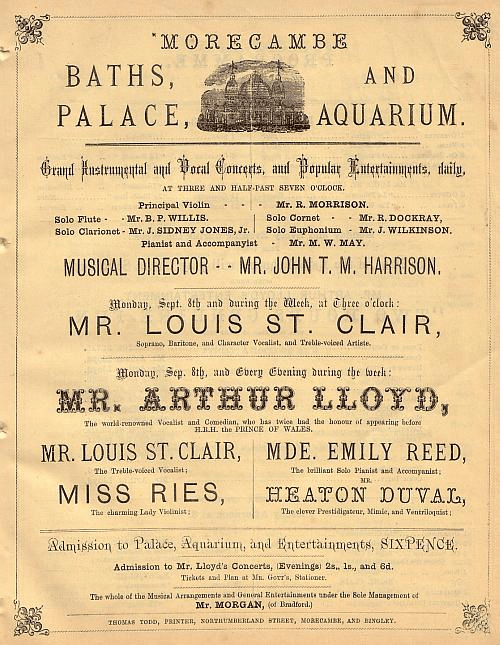 MORECAMBE
BATHS, AND
PALACE, AQUARIUM.
Grand Instrumental and Vocal Concerts, and Popular Entertainments, daily,
AT THREE AND HALF-PAST SEVEN O'CLOCK.
Principal Violin - - - Mr. R. MORRISON.
Solo Flute - - Mr. B. P. WILLIS.
Solo Clarionet - Mr. J. SIDNEY JONES, Jr.
Solo Cornet - - Mr. R. DOCKRAY,
Solo Euphonium - Mr. J. WILKINSON.
Pianist and Accompanyist - Mr. M. W. MAY.
MUSICAL DIRECTOR - - MR. JOHN T. M. HARRISON.
Monday, Sept. 8th and during the Week, at Three o'clock:
MR. LOUIS ST. CLAIR,
Soprano, Baritone, and Character Vocalist, and Treble-voiced Artiste.
Monday, Sep. 8th, and Every Evening during the week:
MR. ARTHUR LLOYD,
The world-renowned Vocalist and Comedian, who has twice had the honour of appearing before
H.R.H. the PRINCE OF WALES.
MR. LOUIS ST. CLAIR,
The Treble-voiced Vocalist;
MISS RIES,
The charming Lady Violinist;
MDE. EMILY REED,
The brilliant Solo Pianist and Accompanist;
MR.
HEATON DUVAL,
The clever Prestidigateur, Mimic, and Ventriloquist;
Admission to Palace, Aquarium, and Entertainments, SIXPENCE.
Admission to Mr. Lloyd's Concerts, (Evenings) 2s., 1s., and 6d.
Tickets and Plan at Mr. Gott's, Stationer.
The whole of the Musical Arrangements and General Entertainments under the Sole Management of
Mr. MORGAN, (of Bradford.)
THOMAS TODD, PRINTER, NORTHUMBERLAND STREET, MORECAMBE, AND BINGLEY.